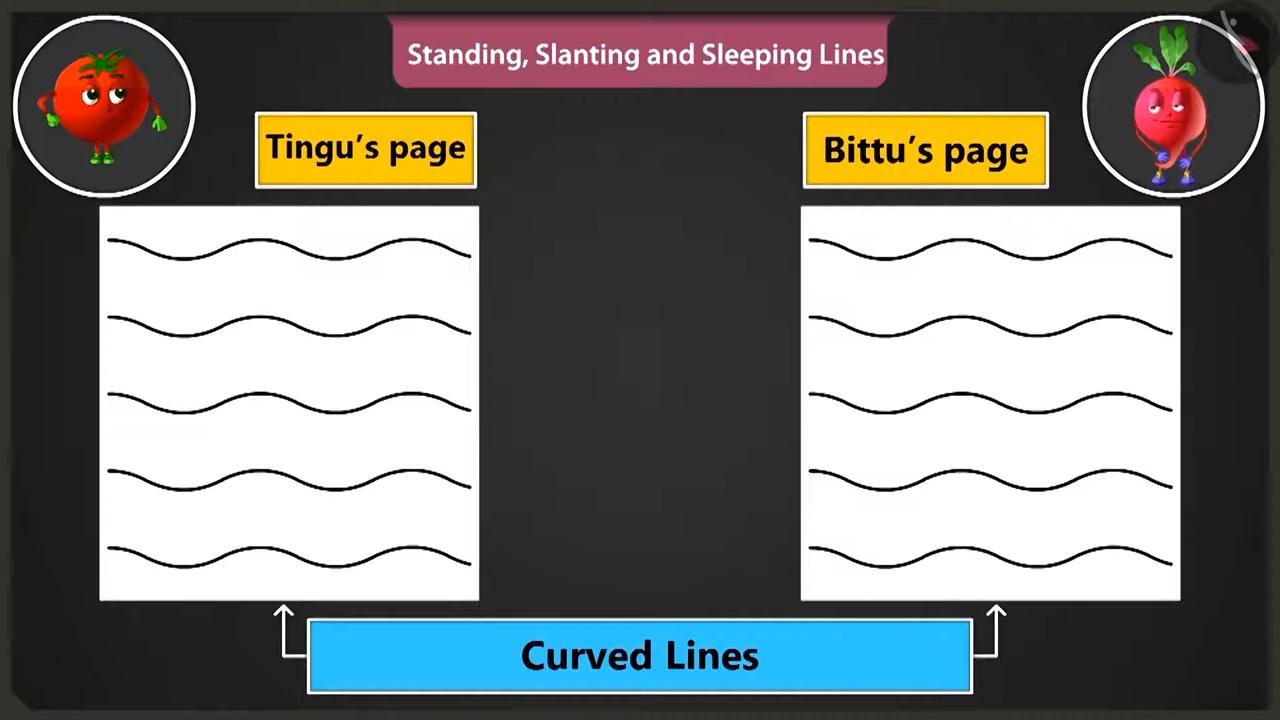 Standing, Slanting and Sleeping Lines
Tingu's page
Bittu's page
Curved Lines